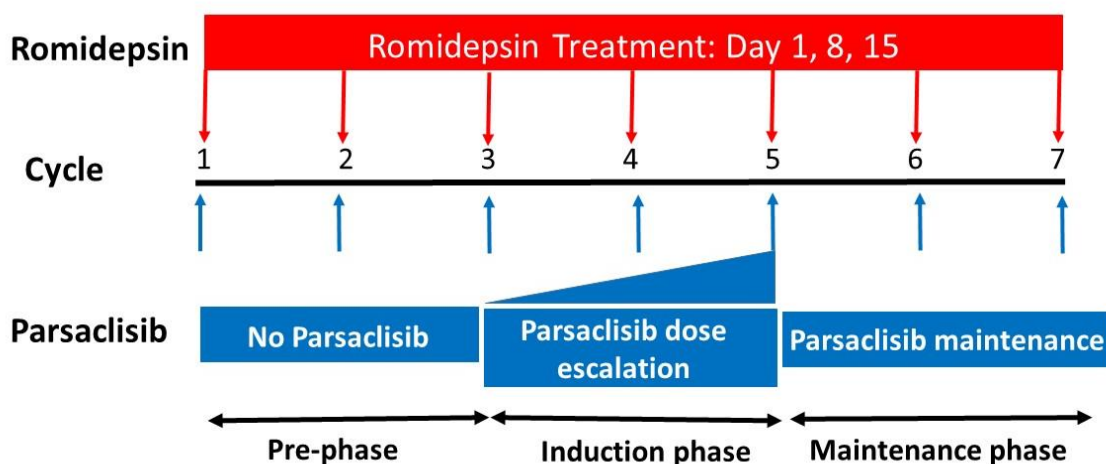 Romidepsin
Romidepsin Treatment: Day 1, 8, 15
Cycle
1 2 3 4 5 6 7
Parsaclisib
No Parsaclisib
Parsaclisib dose
escalation
Parsaclisib maintenance
Pre-phase
Induction phase
Maintenance phase